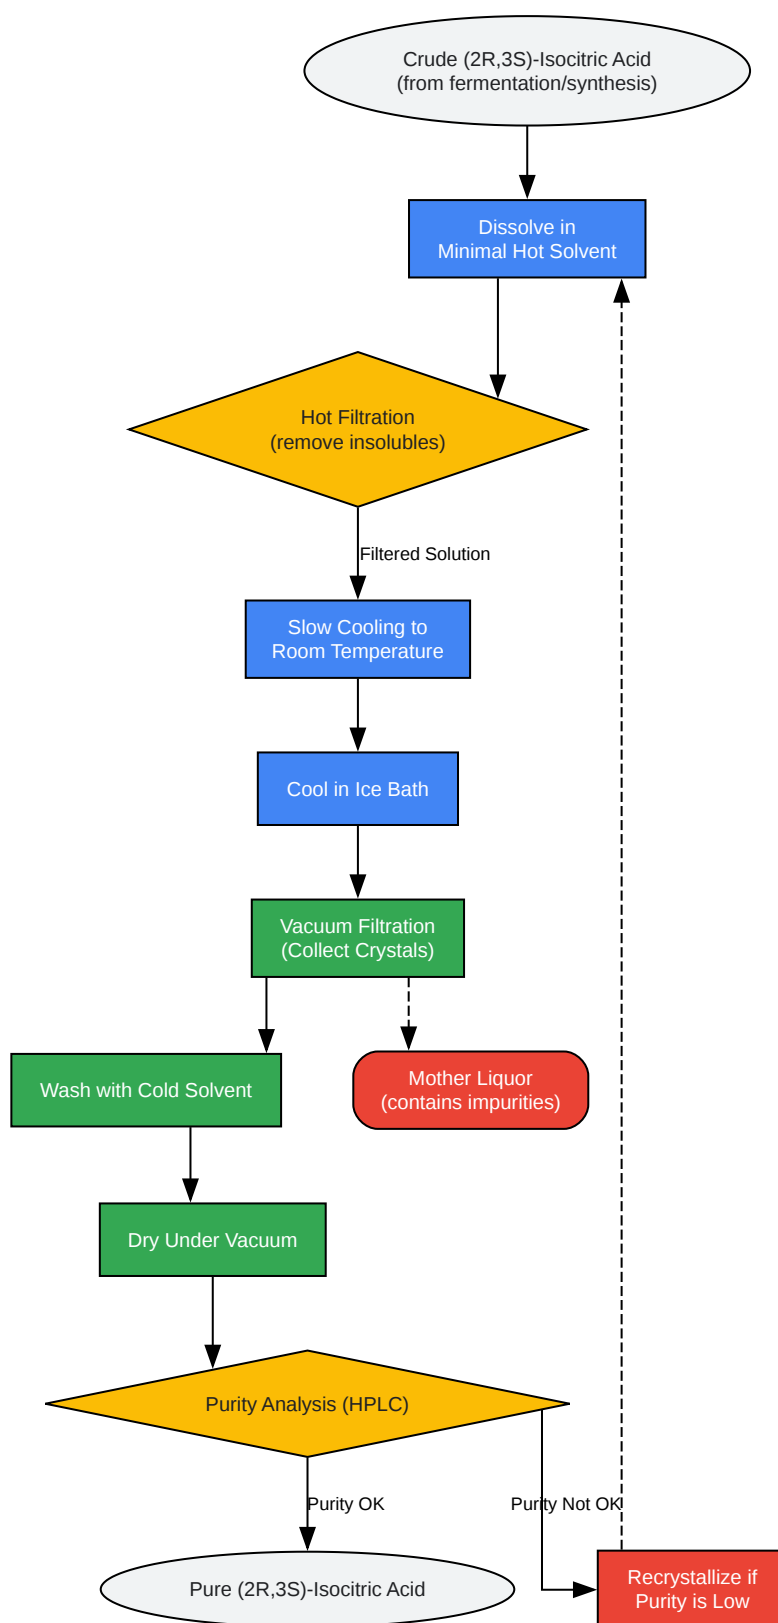 Crude (2R,3S)-Isocitric Acid
(from fermentation/synthesis)
Dissolve in
Minimal Hot Solvent
Hot Filtration
(remove insolubles)
Filtered Solution
Slow Cooling to
Room Temperature
Cool in Ice Bath
Vacuum Filtration
(Collect Crystals)
Wash with Cold Solvent
Mother Liquor
(contains impurities)
Dry Under Vacuum
Purity Analysis (HPLC)
Purity OK
Purity Not OK
Pure (2R,3S)-Isocitric Acid
Recrystallize if
Purity is Low